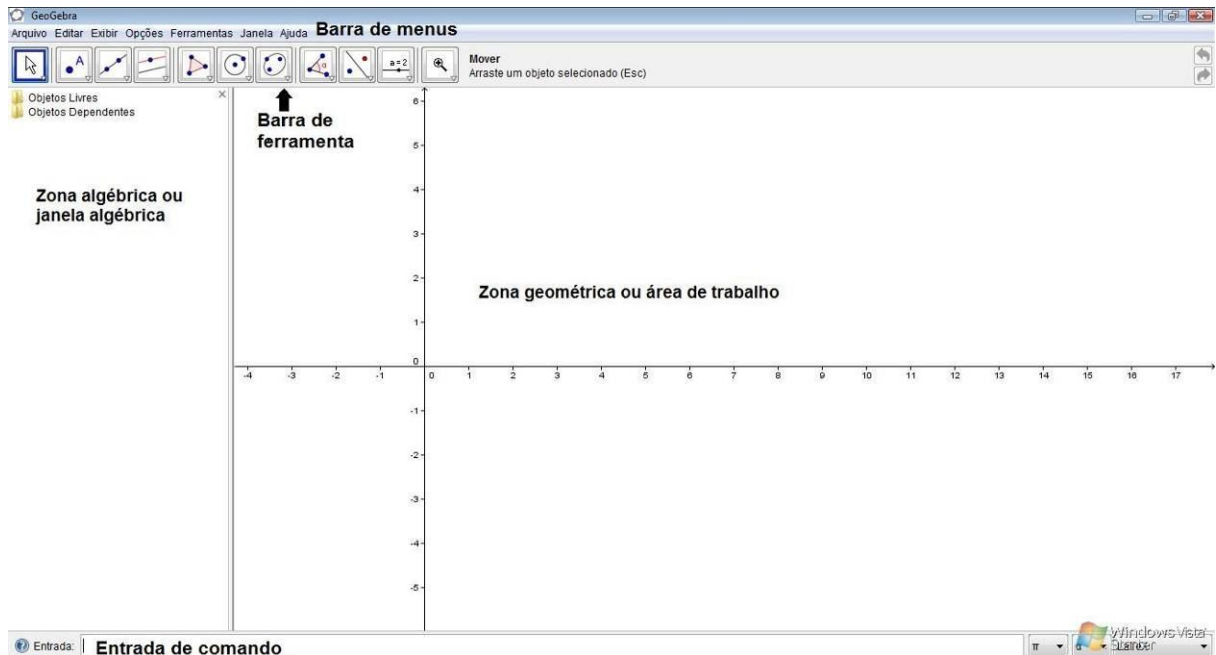 GeoGebra
Arquivo Editar Exibir Opções Ferramentas Janela Ajuda Barra de menus
A
α
a = 2
Mover
Arraste um objeto selecionado (Esc)
Objetos Livres
Objetos Dependentes
Barra de
ferramenta
Zona algébrica ou
janela algébrica
Zona geométrica ou área de trabalho
6
5
4
3
2
1
0
-4 -3 -2 -1 0 1 2 3 4 5 6 7 8 9 10 11 12 13 14 15 16 17
-1
-2
-3
-4
-5
Windows Vista
Starter
Entrada: Entrada de comando
π